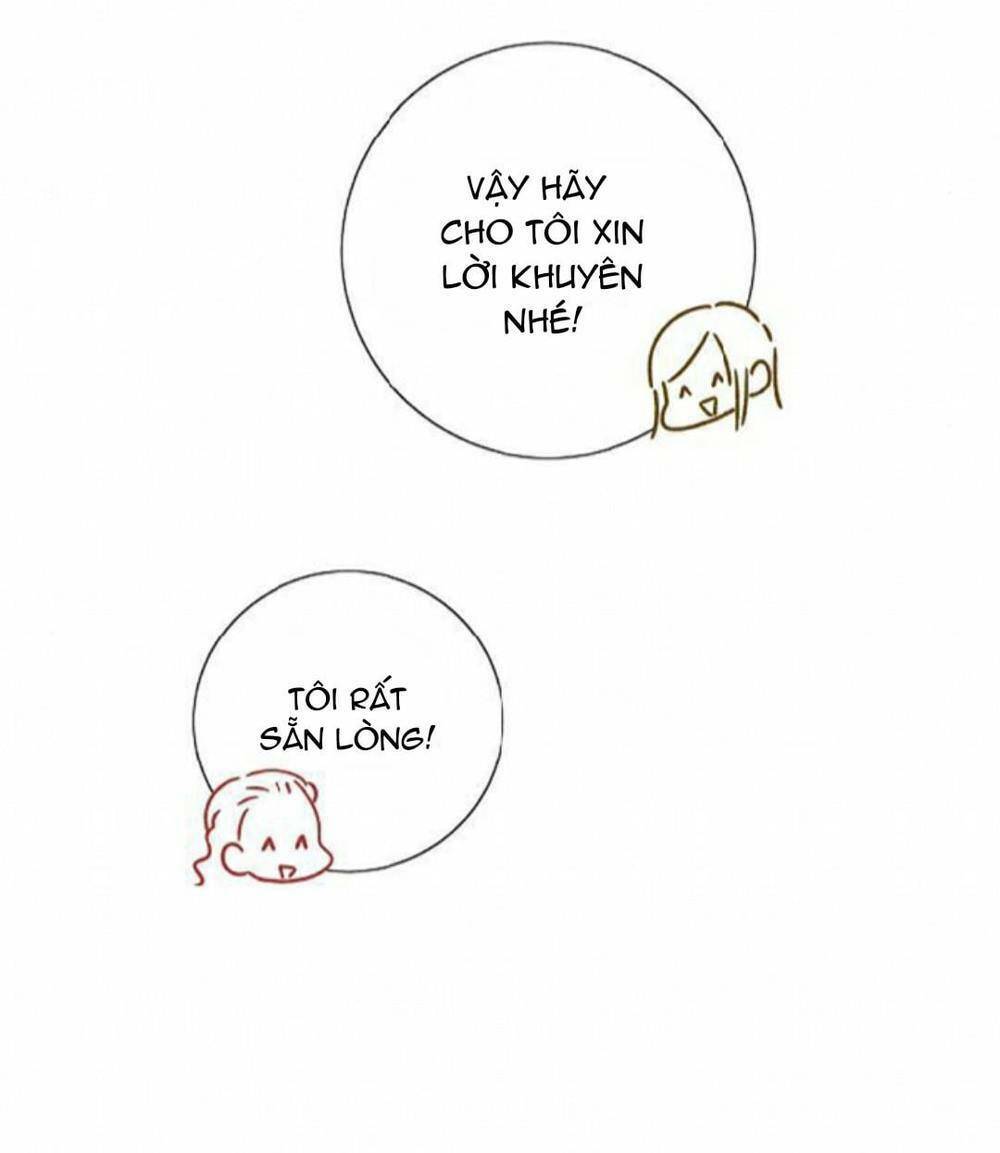 VẬY HÃY
CHO TÔI XIN
LỜI KHUYÊN
NHÉ!
TÔI RẤT
SẴN LÒNG!